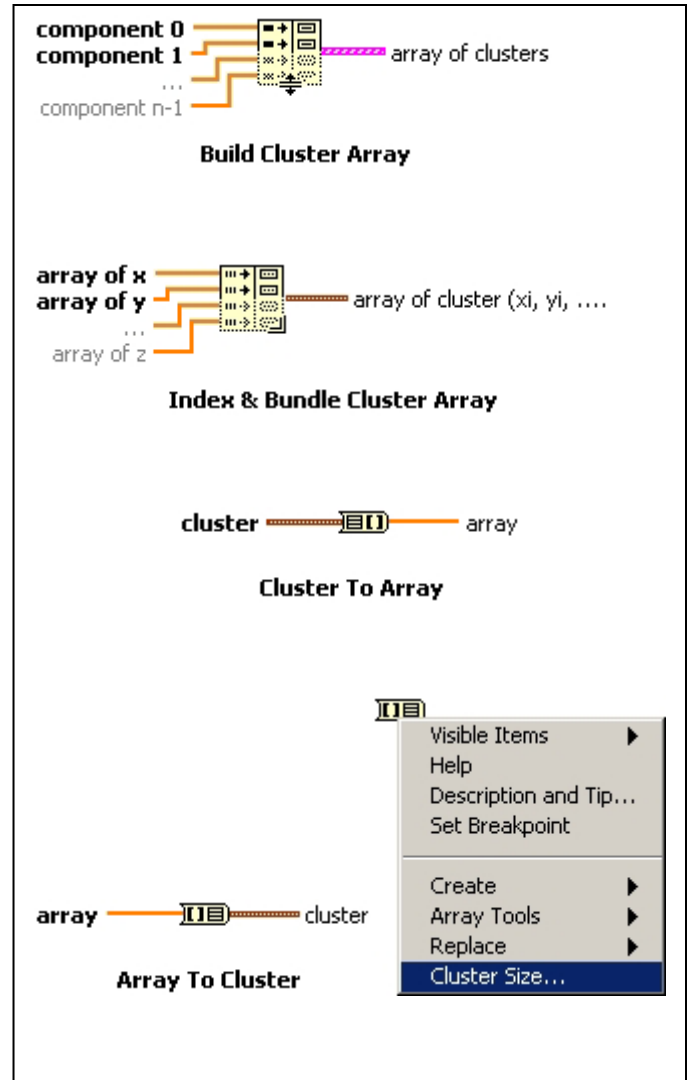 component 0
component 1
array of clusters
...
component n-1
Build Cluster Array
array of x
array of y
array of cluster (xi, yi, ....
...
array of z
Index & Bundle Cluster Array
cluster
array
Cluster To Array
Visible Items
Help
Description and Tip...
Set Breakpoint
Create
Array Tools
Replace
Cluster Size...
array
cluster
Array To Cluster